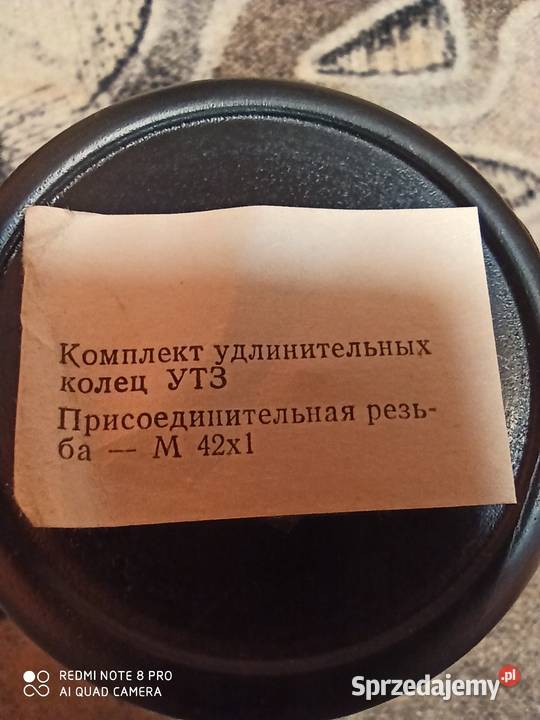 Комплект удлинительных
колец УТЗ
Присоединительная резь-
ба — М 42х1
REDMI NOTE 8 PRO
AI QUAD CAMERA
Sprzedajemy.pl